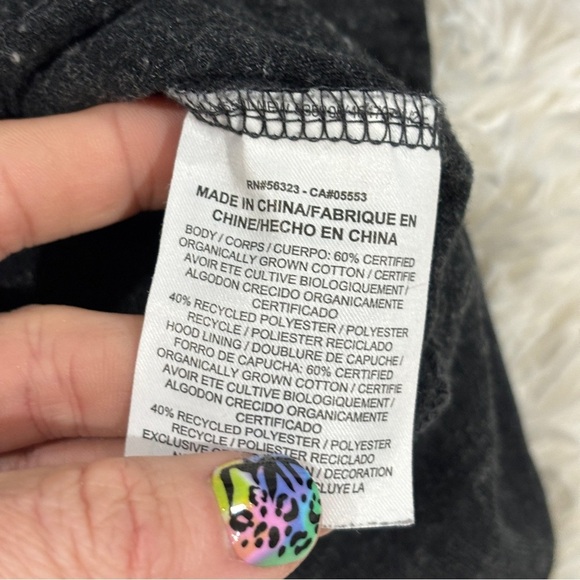 RN#56323 - CA#05553
MADE IN CHINA/FABRIQUE EN
CHINE/HECHO EN CHINA
BODY / CORPS / CUERPO: 60% CERTIFIED
ORGANICALLY GROWN COTTON / CERTIFIE
AVOIR ETE CULTIVE BIOLOGIQUEMENT /
ALGODON CRECIDO ORGANICAMENTE
CERTIFICADO
40% RECYCLED POLYESTER / POLYESTER
RECYCLE / POLIESTER RECICLADO
HOOD LINING / DOUBLURE DE CAPUCHE /
FORRO DE CAPUCHA: 60% CERTIFIED
ORGANICALLY GROWN COTTON / CERTIFIE
AVOIR ETE CULTIVE BIOLOGIQUEMENT /
ALGODON CRECIDO ORGANICAMENTE
CERTIFICADO
40% RECYCLED POLYESTER / POLYESTER
RECYCLE / POLIESTER RECICLADO
EXCLUSIVE / DECORATION
LA